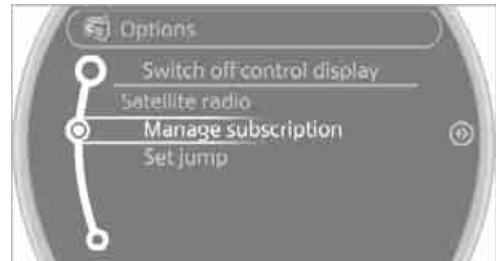 Options
Switch off control display
Satellite radio
Manage subscription
Set jump